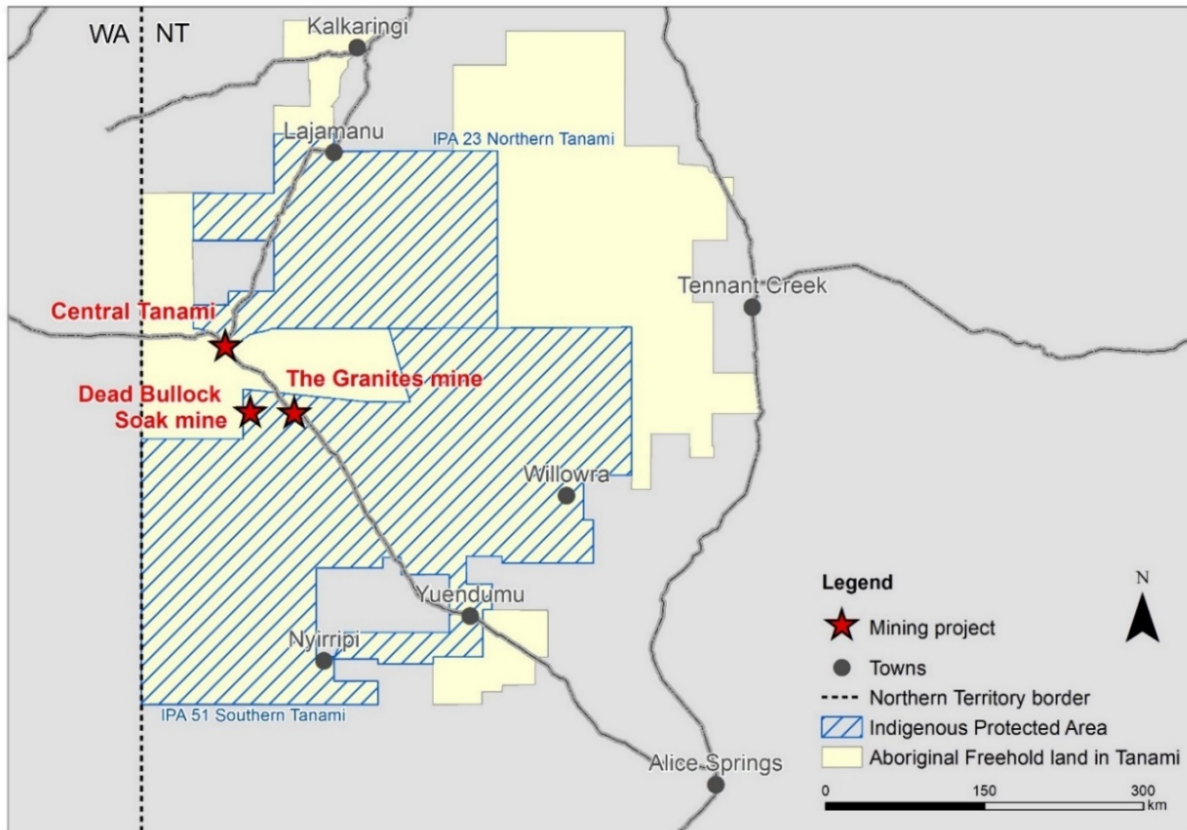 WA NT
Kalkaringi
Lajamanu
IPA 23 Northern Tanami
Tennant Creek
Central Tanami
The Granites mine
Dead Bullock
Soak mine
Willowra
Yuendumu
Nyirripi
IPA 51 Southern Tanami
Alice Springs
Legend
Mining project
Towns
Northern Territory border
Indigenous Protected Area
Aboriginal Freehold land in Tanami
N
0 150 300
km